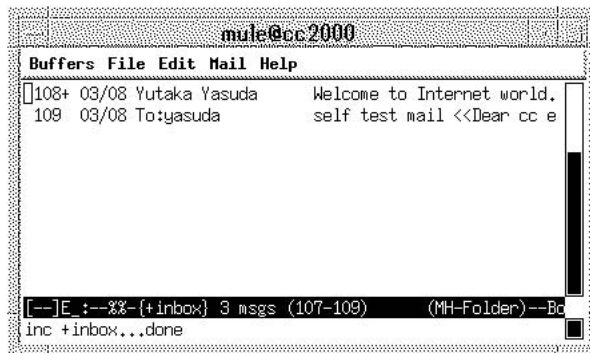 mule@cc2000
Buffers File Edit Mail Help
108+ 03/08 Yutaka Yasuda Welcome to Internet world.
109 03/08 To:yasuda self test mail <<Dear cc e
[--]E_:--%%-{+inbox} 3 msgs (107-109) (MH-Folder)--Bo
inc +inbox...done